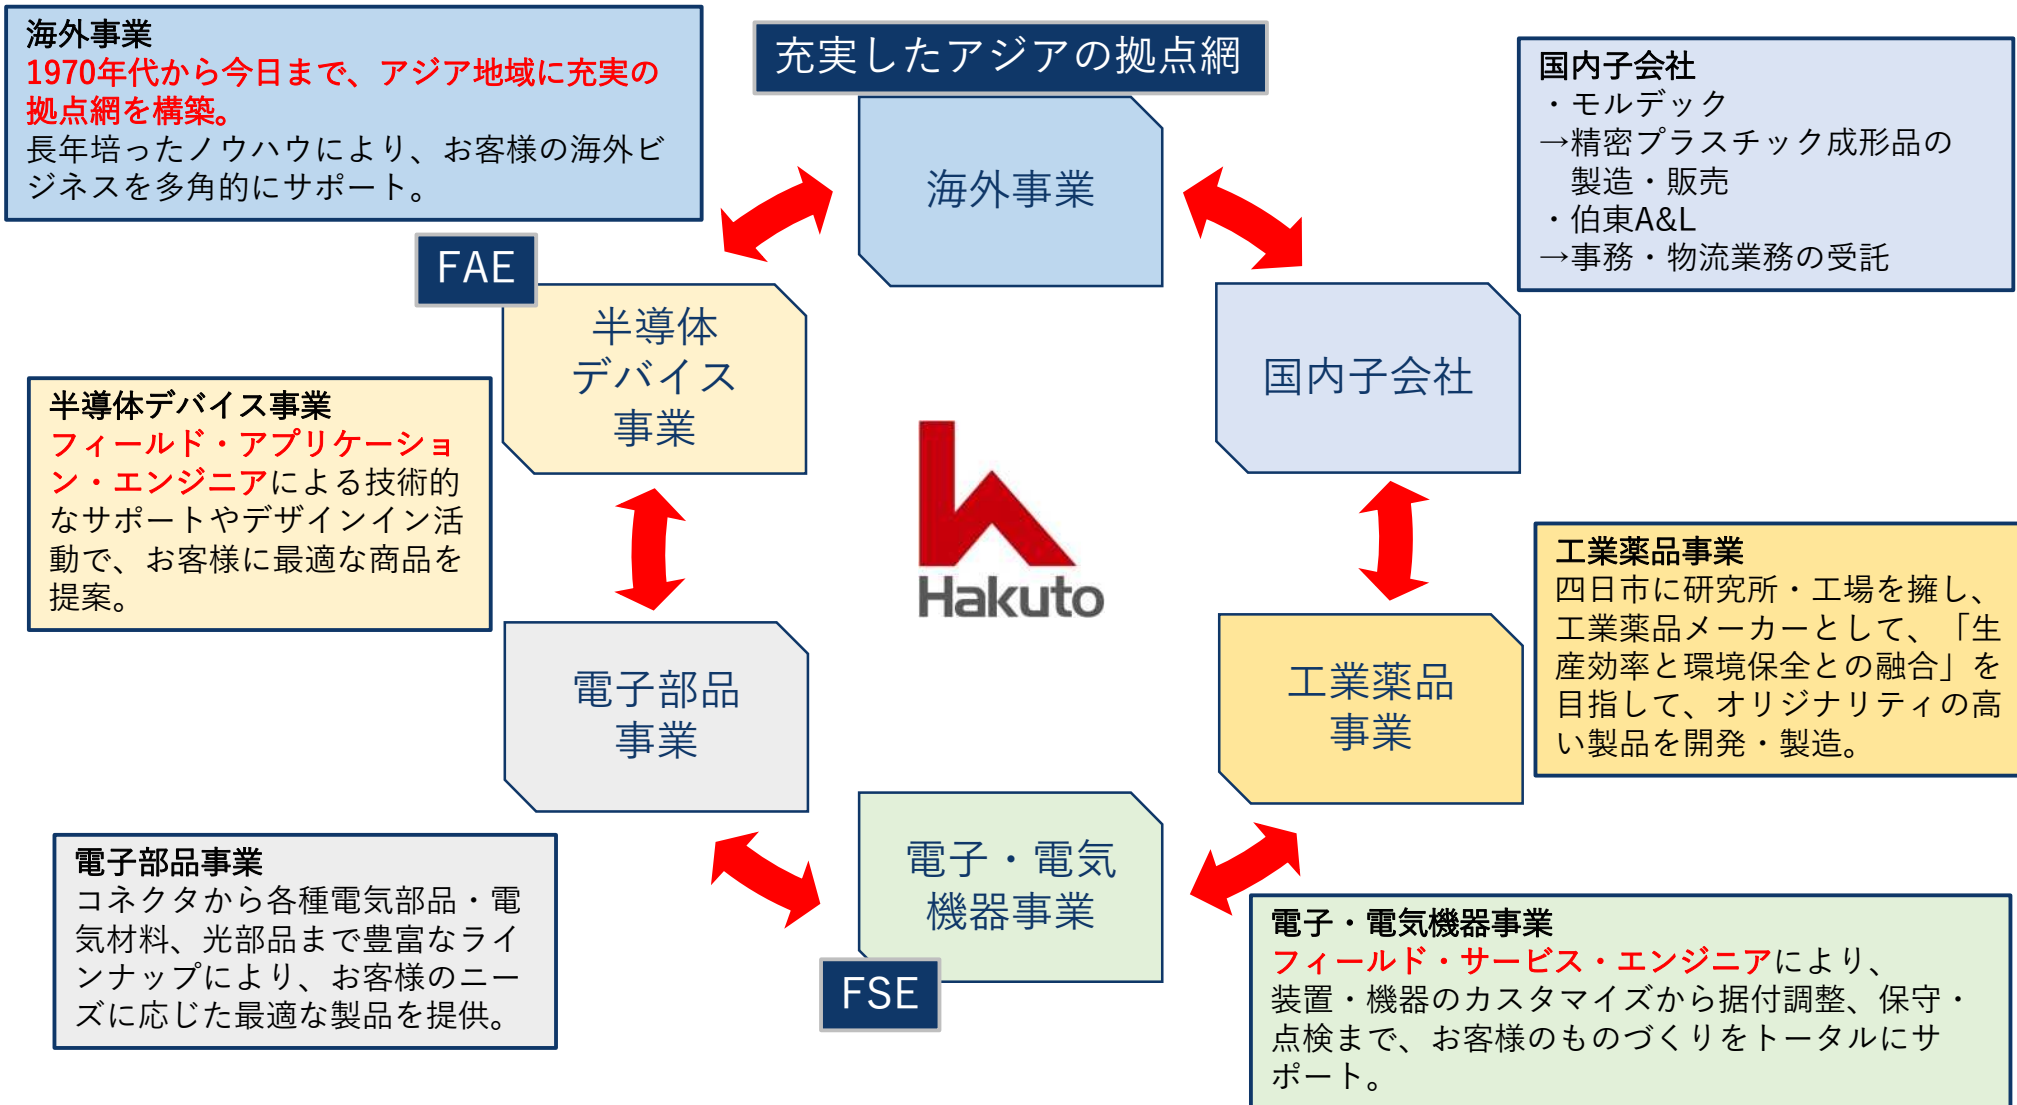 海外事業
1970年代から今日まで、アジア地域に充実の
拠点網を構築。
長年培ったノウハウにより、お客様の海外ビ
ジネスを多角的にサポート。
充実したアジアの拠点網
海外事業
国内子会社
・モルデック
→精密プラスチック成形品の
製造・販売
・伯東A&L
→事務・物流業務の受託
FAE
半導体
デバイス
事業
国内子会社
半導体デバイス事業
フィールド・アプリケーショ
ン・エンジニアによる技術的
なサポートやデザインイン活
動で、お客様に最適な商品を
提案。
Hakuto
工業薬品事業
四日市に研究所・工場を擁し、
工業薬品メーカーとして、「生
産効率と環境保全との融合」を
目指して、オリジナリティの高
い製品を開発・製造。
電子部品
事業
工業薬品
事業
電子部品事業
コネクタから各種電気部品・電
気材料、光部品まで豊富なライ
ンナップにより、お客様のニー
ズに応じた最適な製品を提供。
電子・電気
機器事業
FSE
電子・電気機器事業
フィールド・サービス・エンジニアにより、
装置・機器のカスタマイズから据付調整、保守・
点検まで、お客様のものづくりをトータルにサ
ポート。